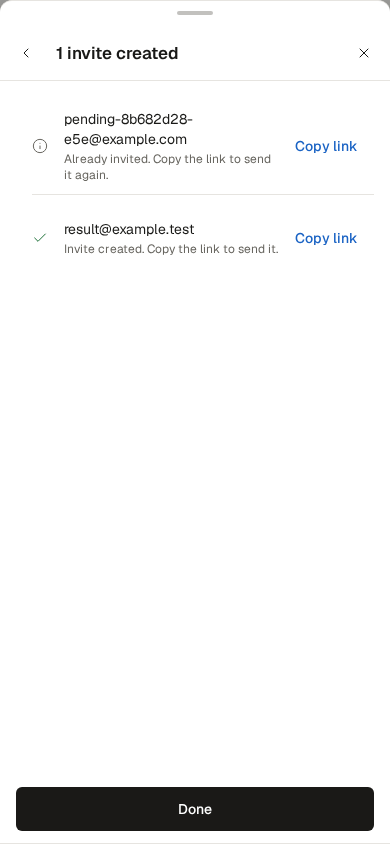 1 invite created
pending-8b682d28-
e5e@example.com
Already invited. Copy the link to send
it again.
Copy link
result@example.test
Invite created. Copy the link to send it.
Copy link
Done